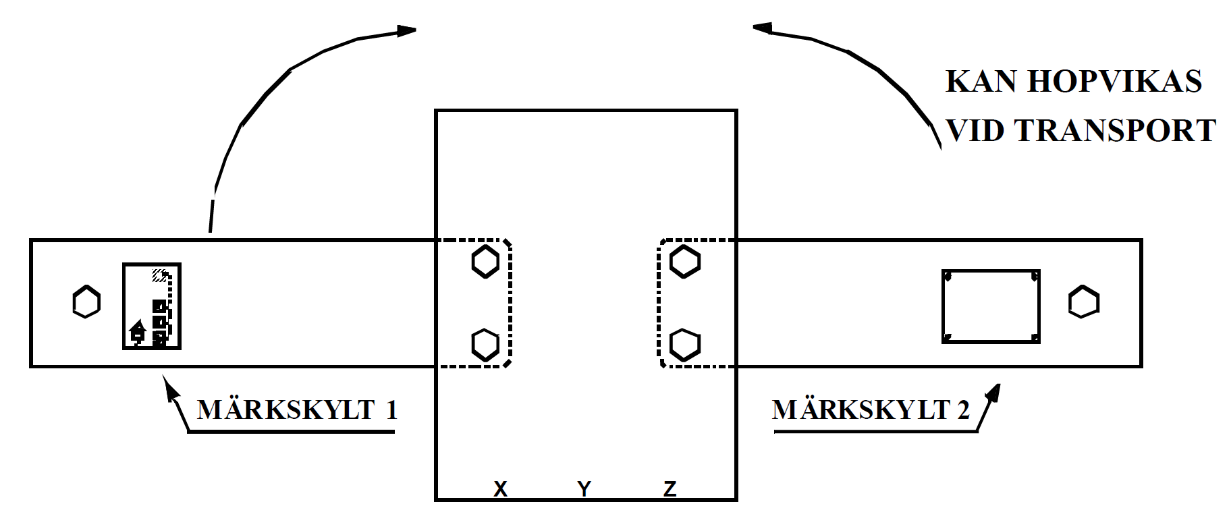 KAN HOPVIKAS
VID TRANSPORT
MÄRKSKYLT 1
MÄRKSKYLT 2
X Y Z